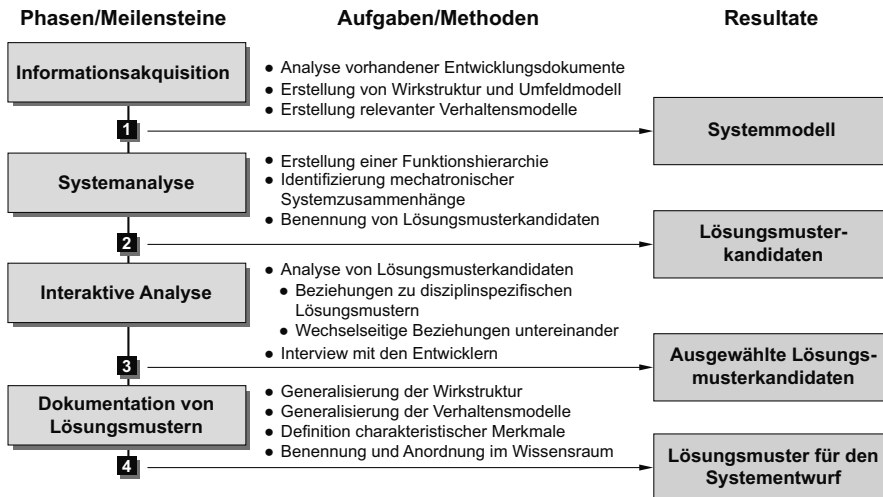 Phasen/Meilensteine
Aufgaben/Methoden
Resultate
Informationsakquisition
● Analyse vorhandener Entwicklungsdokumente
● Erstellung von Wirkstruktur und Umfeldmodell
● Erstellung relevanter Verhaltensmodelle
1
Systemmodell
Systemanalyse
● Erstellung einer Funktionshierarchie
● Identifizierung mechatronischer
Systemzusammenhänge
● Benennung von Lösungsmusterkandidaten
2
Lösungsmuster-
kandidaten
Interaktive Analyse
● Analyse von Lösungsmusterkandidaten
● Beziehungen zu disziplinspezifischen
Lösungsmustern
● Wechselseitige Beziehungen untereinander
● Interview mit den Entwicklern
3
Ausgewählte Lösungs-
musterkandidaten
Dokumentation von
Lösungsmustern
● Generalisierung der Wirkstruktur
● Generalisierung der Verhaltensmodelle
● Definition charakteristischer Merkmale
● Benennung und Anordnung im Wissensraum
4
Lösungsmuster für den
Systementwurf